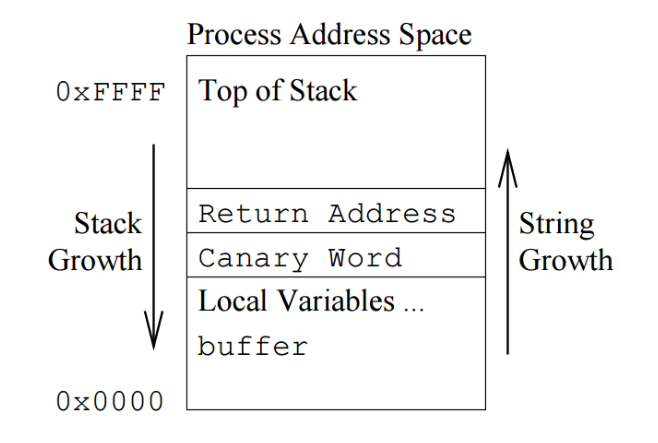 Process Address Space
0xFFFF
Top of Stack
Stack
Growth
Return Address
Canary Word
String
Growth
Local Variables ...
buffer
0x0000